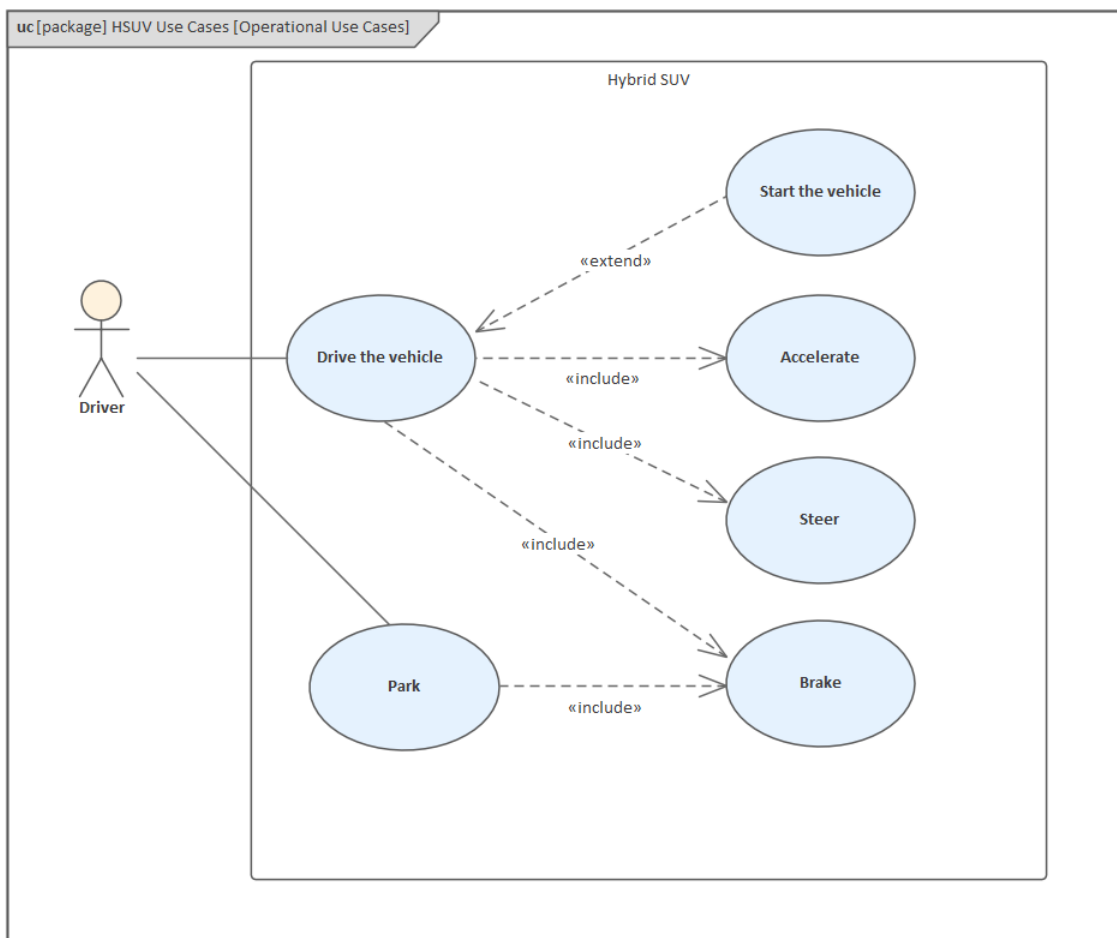 uc [package] HSUV Use Cases [Operational Use Cases]
Hybrid SUV
Start the vehicle
«extend»
Drive the vehicle
Accelerate
«include»
Driver
«include»
Steer
«include»
Park
Brake
«include»